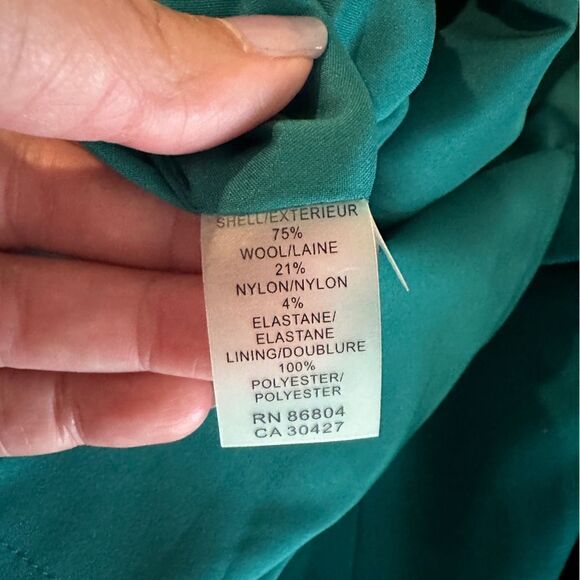 SHELL/EXTERIEUR
75%
WOOL/LAINE
21%
NYLON/NYLON
4%
ELASTANE/
ELASTANE
LINING/DOUBLURE
100%
POLYESTER/
POLYESTER
RN 86804
CA 30427